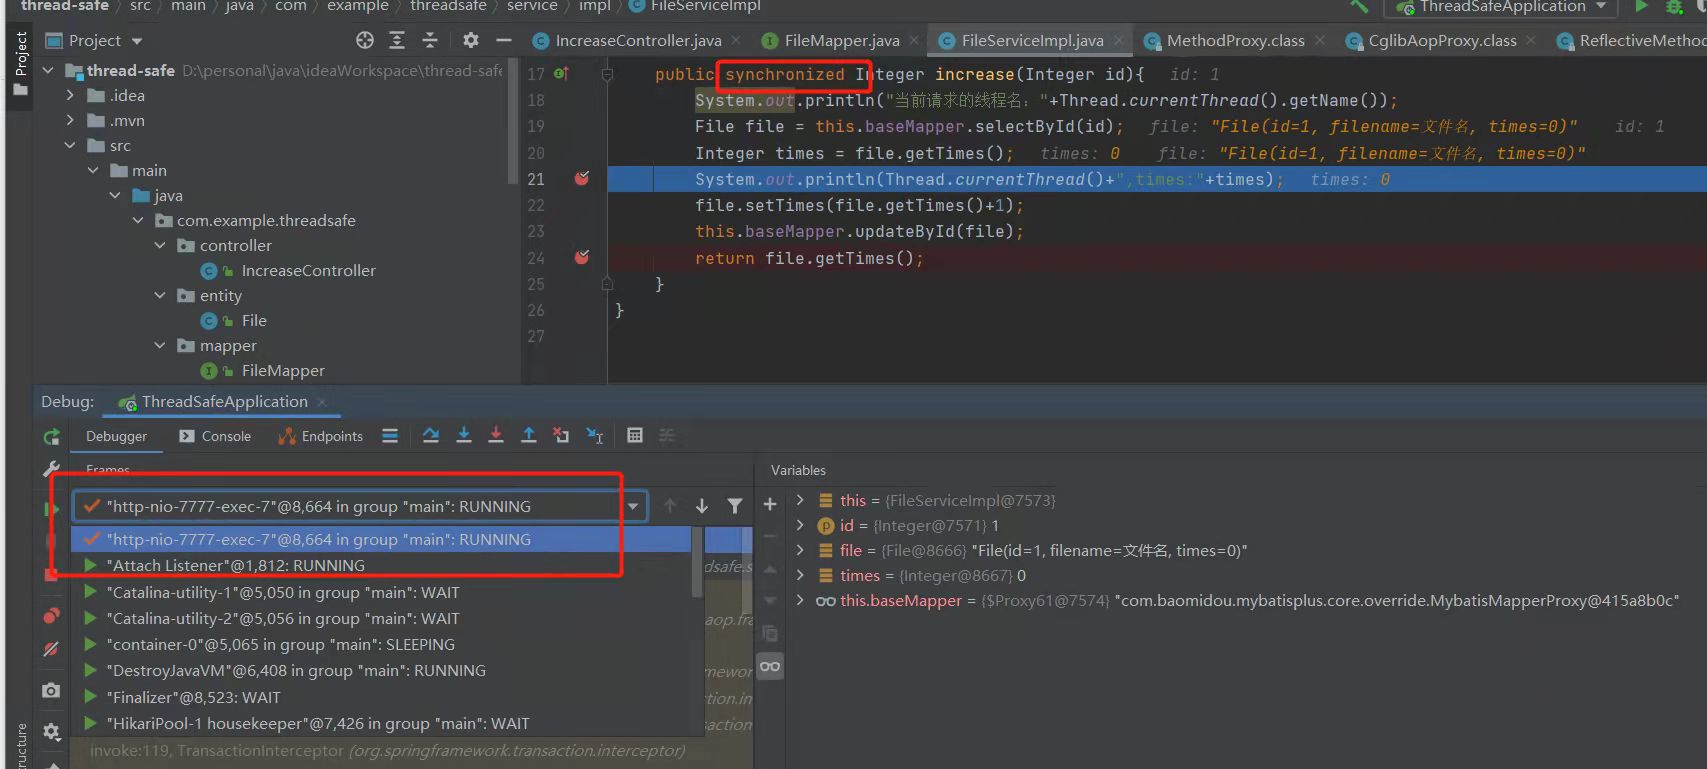 thread-safe › src › main › java › com › example › threadsafe › service › impl › FileServiceImpl
ThreadSafeApplication
Project
Project
IncreaseController.java
FileMapper.java
FileServiceImpl.java
MethodProxy.class
CglibAopProxy.class
ReflectiveMetho
thread-safe D:\personal\java\ideaWorkspace\thread-safe
.idea
.mvn
src
main
java
com.example.threadsafe
controller
IncreaseController
entity
File
mapper
FileMapper
17 public synchronized Integer increase(Integer id){ id: 1
18 System.out.println("当前请求的线程名："+Thread.currentThread().getName());
19 File file = this.baseMapper.selectById(id); file: "File(id=1, filename=文件名, times=0)" id: 1
20 Integer times = file.getTimes(); times: 0 file: "File(id=1, filename=文件名, times=0)"
21 System.out.println(Thread.currentThread()+",times:"+times); times: 0
22 file.setTimes(file.getTimes()+1);
23 this.baseMapper.updateById(file);
24 return file.getTimes();
25 }
26 }
27
Debug: ThreadSafeApplication
Debugger Console Endpoints
Frames
"http-nio-7777-exec-7"@8,664 in group "main": RUNNING
"http-nio-7777-exec-7"@8,664 in group "main": RUNNING
"Attach Listener"@1,812: RUNNING
"Catalina-utility-1"@5,050 in group "main": WAIT
"Catalina-utility-2"@5,056 in group "main": WAIT
"container-0"@5,065 in group "main": SLEEPING
"DestroyJavaVM"@6,408 in group "main": RUNNING
"Finalizer"@8,523: WAIT
"HikariPool-1 housekeeper"@7,426 in group "main": WAIT
invoke:119, TransactionInterceptor (org.springframework.transaction.interceptor)
dsafe.s
aop.fra
mework
ction.in
saction
Variables
this = {FileServiceImpl@7573}
id = {Integer@7571} 1
file = {File@8666} "File(id=1, filename=文件名, times=0)"
times = {Integer@8667} 0
this.baseMapper = {$Proxy61@7574} "com.baomidou.mybatisplus.core.override.MybatisMapperProxy@415a8b0c"
ructure